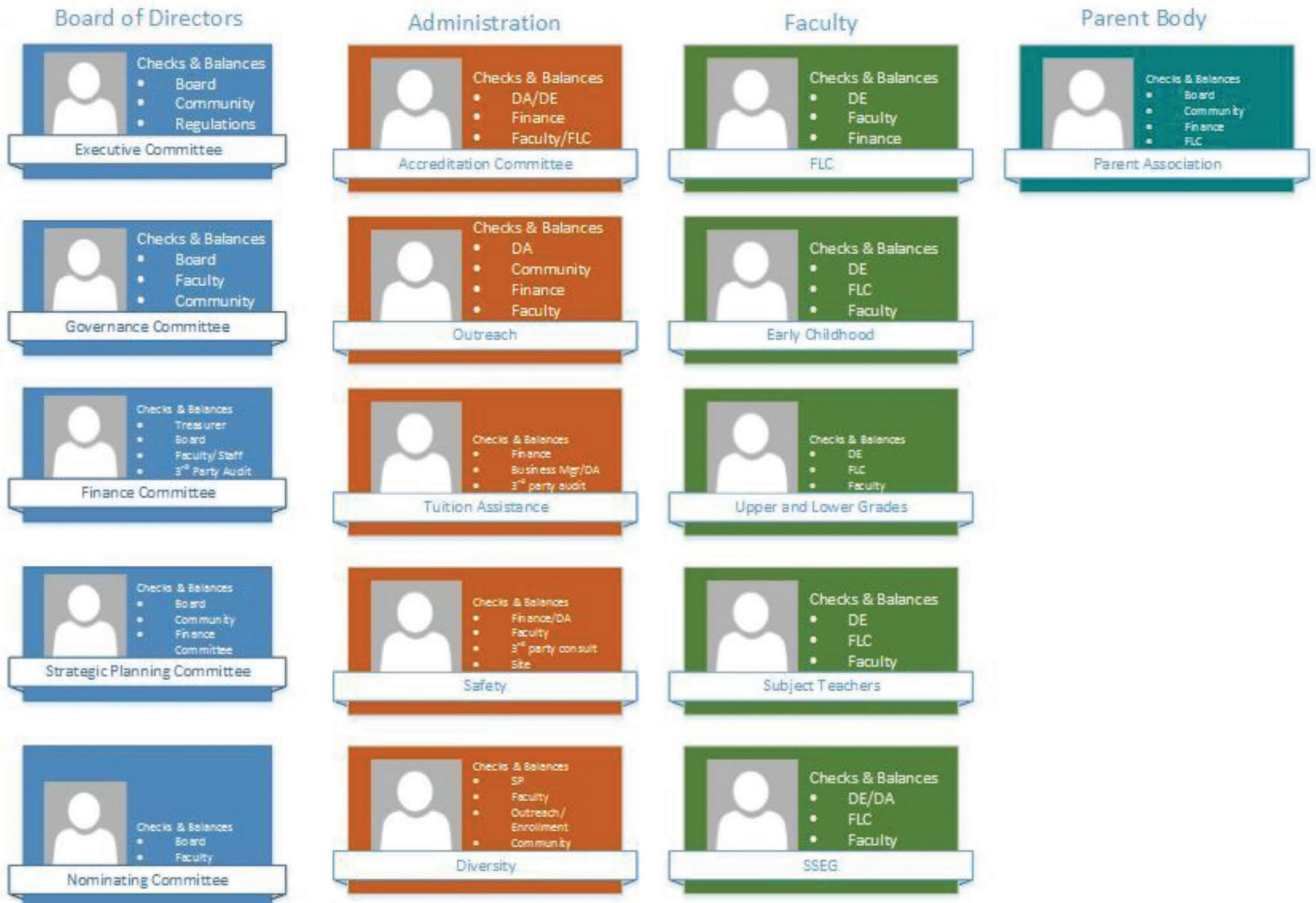 Board of Directors
Checks & Balances
• Board
• Community
• Regulations
Executive Committee
Checks & Balances
• Board
• Faculty
• Community
Governance Committee
Checks & Balances
• Treasurer
• Board
• Faculty/Staff
• 3rd Party Audit
Finance Committee
Checks & Balances
• Board
• Community
• Finance
Committee
Strategic Planning Committee
Checks & Balances
• Board
• Faculty
Nominating Committee
Administration
Checks & Balances
• DA/DE
• Finance
• Faculty/FLC
Accreditation Committee
Checks & Balances
• DA
• Community
• Finance
• Faculty
Outreach
Checks & Balances
• Finance
• Business Mgr/DA
• 3rd party audit
Tuition Assistance
Checks & Balances
• Finance/DA
• Faculty
• 3rd party consult
• Site
Safety
Checks & Balances
• SP
• Faculty
• Outreach/
Enrollment
• Community
Diversity
Faculty
Checks & Balances
• DE
• Faculty
• Finance
FLC
Checks & Balances
• DE
• FLC
• Faculty
Early Childhood
Checks & Balances
• DE
• FLC
• Faculty
Upper and Lower Grades
Checks & Balances
• DE
• FLC
• Faculty
Subject Teachers
Checks & Balances
• DE/DA
• FLC
• Faculty
SSEG
Parent Body
Checks & Balances
• Board
• Community
• Finance
• FLC
Parent Association